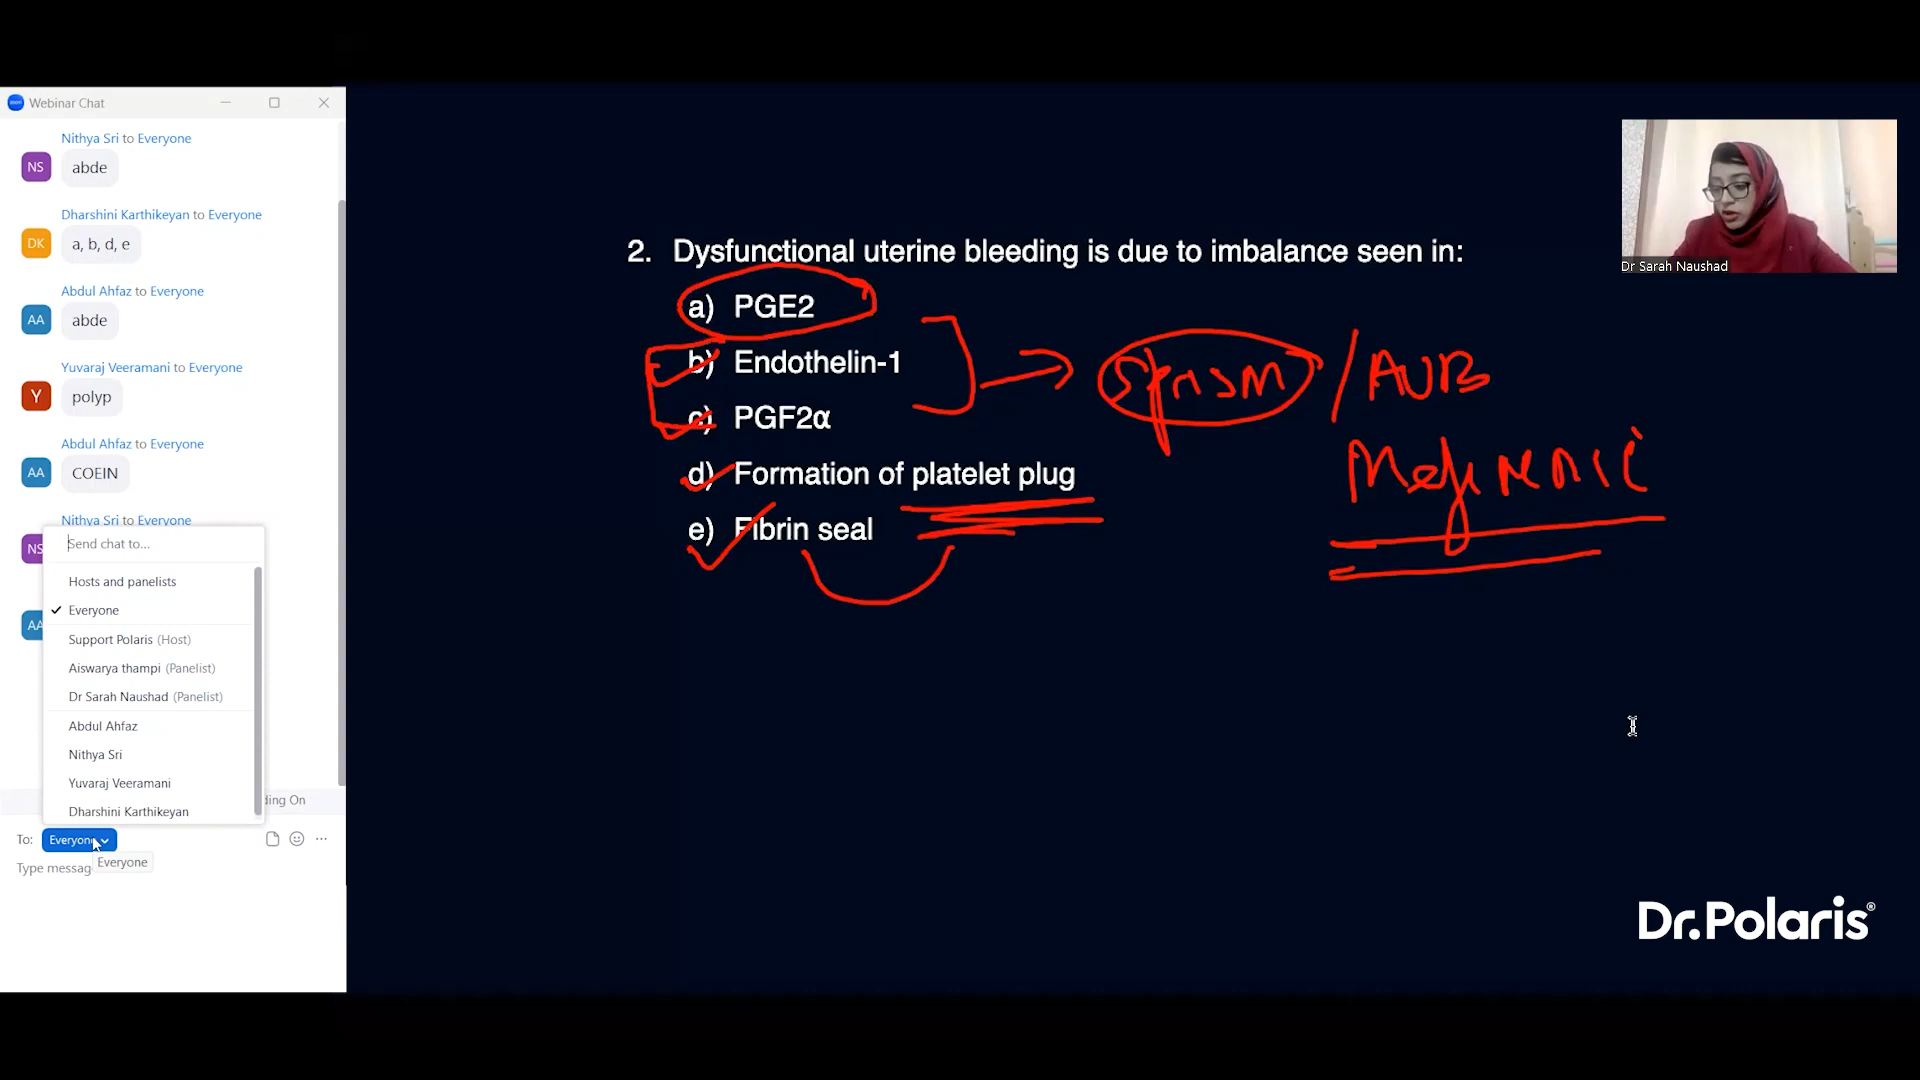 Webinar Chat
Nithya Sri to Everyone
NS
abde
Dharshini Karthikeyan to Everyone
DK
a, b, d, e
Abdul Ahfaz to Everyone
AA
abde
Yuvaraj Veeramani to Everyone
Y
polyp
Abdul Ahfaz to Everyone
AA
COEIN
Nithya Sri to Everyone
NS
Send chat to...
Hosts and panelists
Everyone
Support Polaris (Host)
AA
Aiswarya thampi (Panelist)
Dr Sarah Naushad (Panelist)
Abdul Ahfaz
Nithya Sri
Yuvaraj Veeramani
Dharshini Karthikeyan
ding On
To: Everyone
Everyone
Type messag
2. Dysfunctional uterine bleeding is due to imbalance seen in:
a) PGE2
b) Endothelin-1
c) PGF2α
d) Formation of platelet plug
e) Fibrin seal
Spasm / AUB
Dr Sarah Naushad
Dr.Polaris®